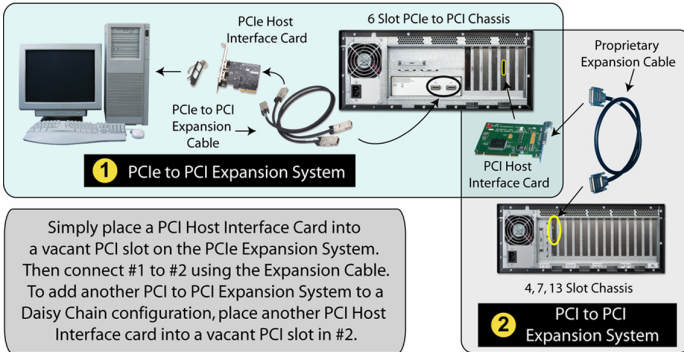 PCIe Host
Interface Card
6 Slot PCIe to PCI Chassis
Proprietary
Expansion Cable
PCIe to PCI
Expansion
Cable
PCI Host
Interface Card
1 PCIe to PCI Expansion System
Simply place a PCI Host Interface Card into
a vacant PCI slot on the PCIe Expansion System.
Then connect #1 to #2 using the Expansion Cable.
To add another PCI to PCI Expansion System to a
Daisy Chain configuration, place another PCI Host
Interface card into a vacant PCI slot in #2.
4, 7, 13 Slot Chassis
2 PCI to PCI
Expansion System